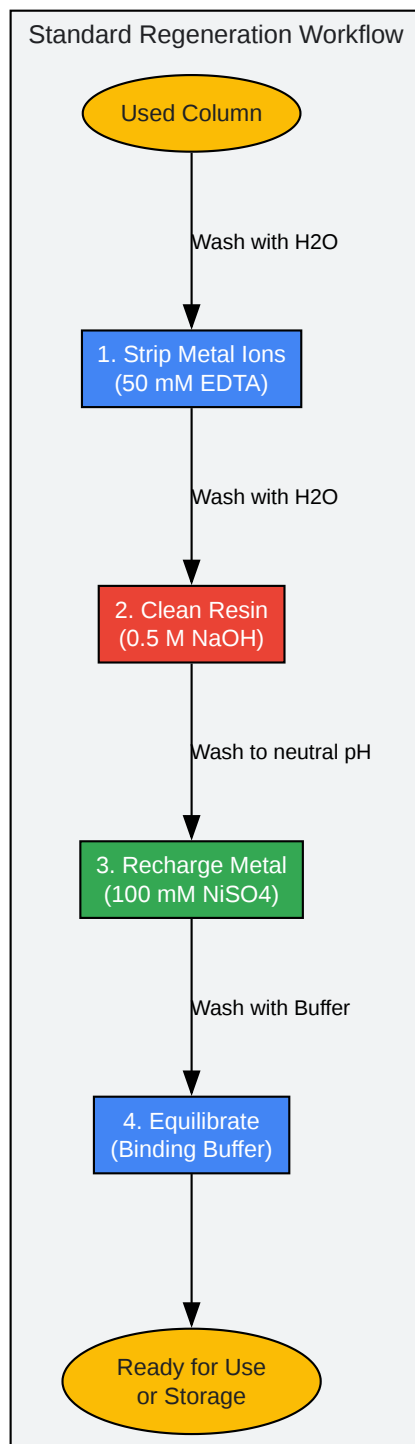 Standard Regeneration Workflow
Used Column
Wash with H2O
1. Strip Metal Ions
(50 mM EDTA)
Wash with H2O
2. Clean Resin
(0.5 M NaOH)
Wash to neutral pH
3. Recharge Metal
(100 mM NiSO4)
Wash with Buffer
4. Equilibrate
(Binding Buffer)
Ready for Use
or Storage